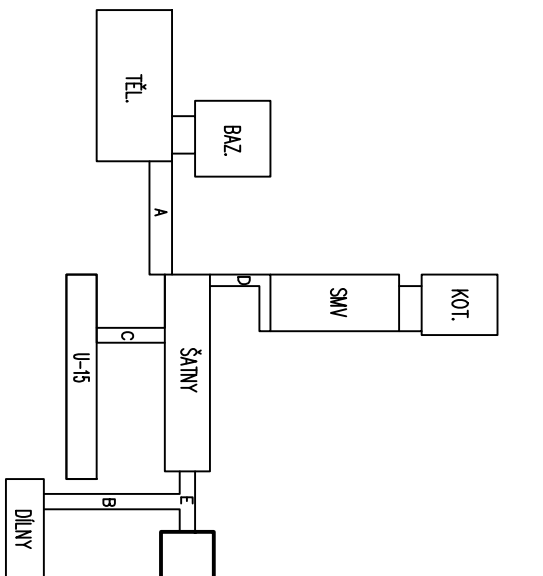 TĚL.
BAZ.
A
KOT.
SMV
D
ŠATNY
C
U-15
E
B
DÍLNY